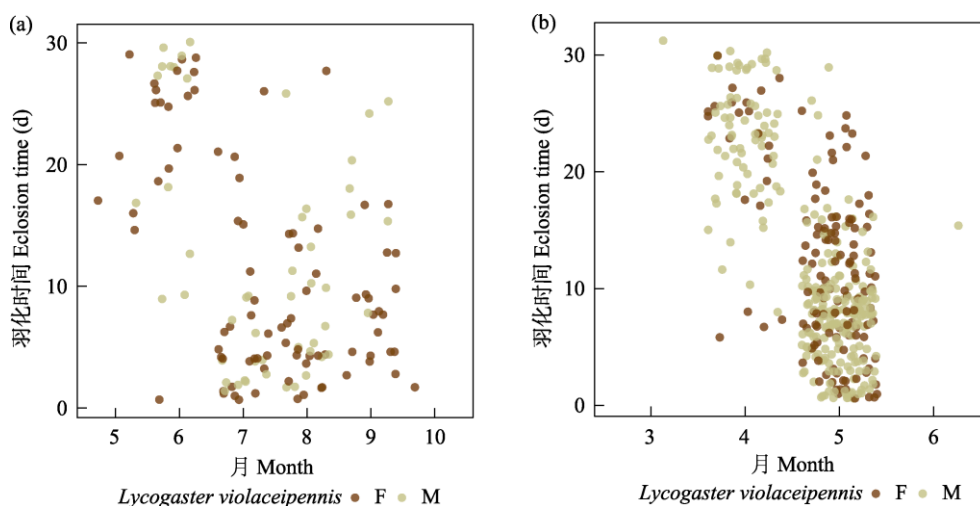 (a)
30
20
10
0
羽化时间 Eclosion time (d)
5 6 7 8 9 10
月 Month
Lycogaster violaceipennis F M
(b)
30
20
10
0
羽化时间 Eclosion time (d)
3 4 5 6
月 Month
Lycogaster violaceipennis F M